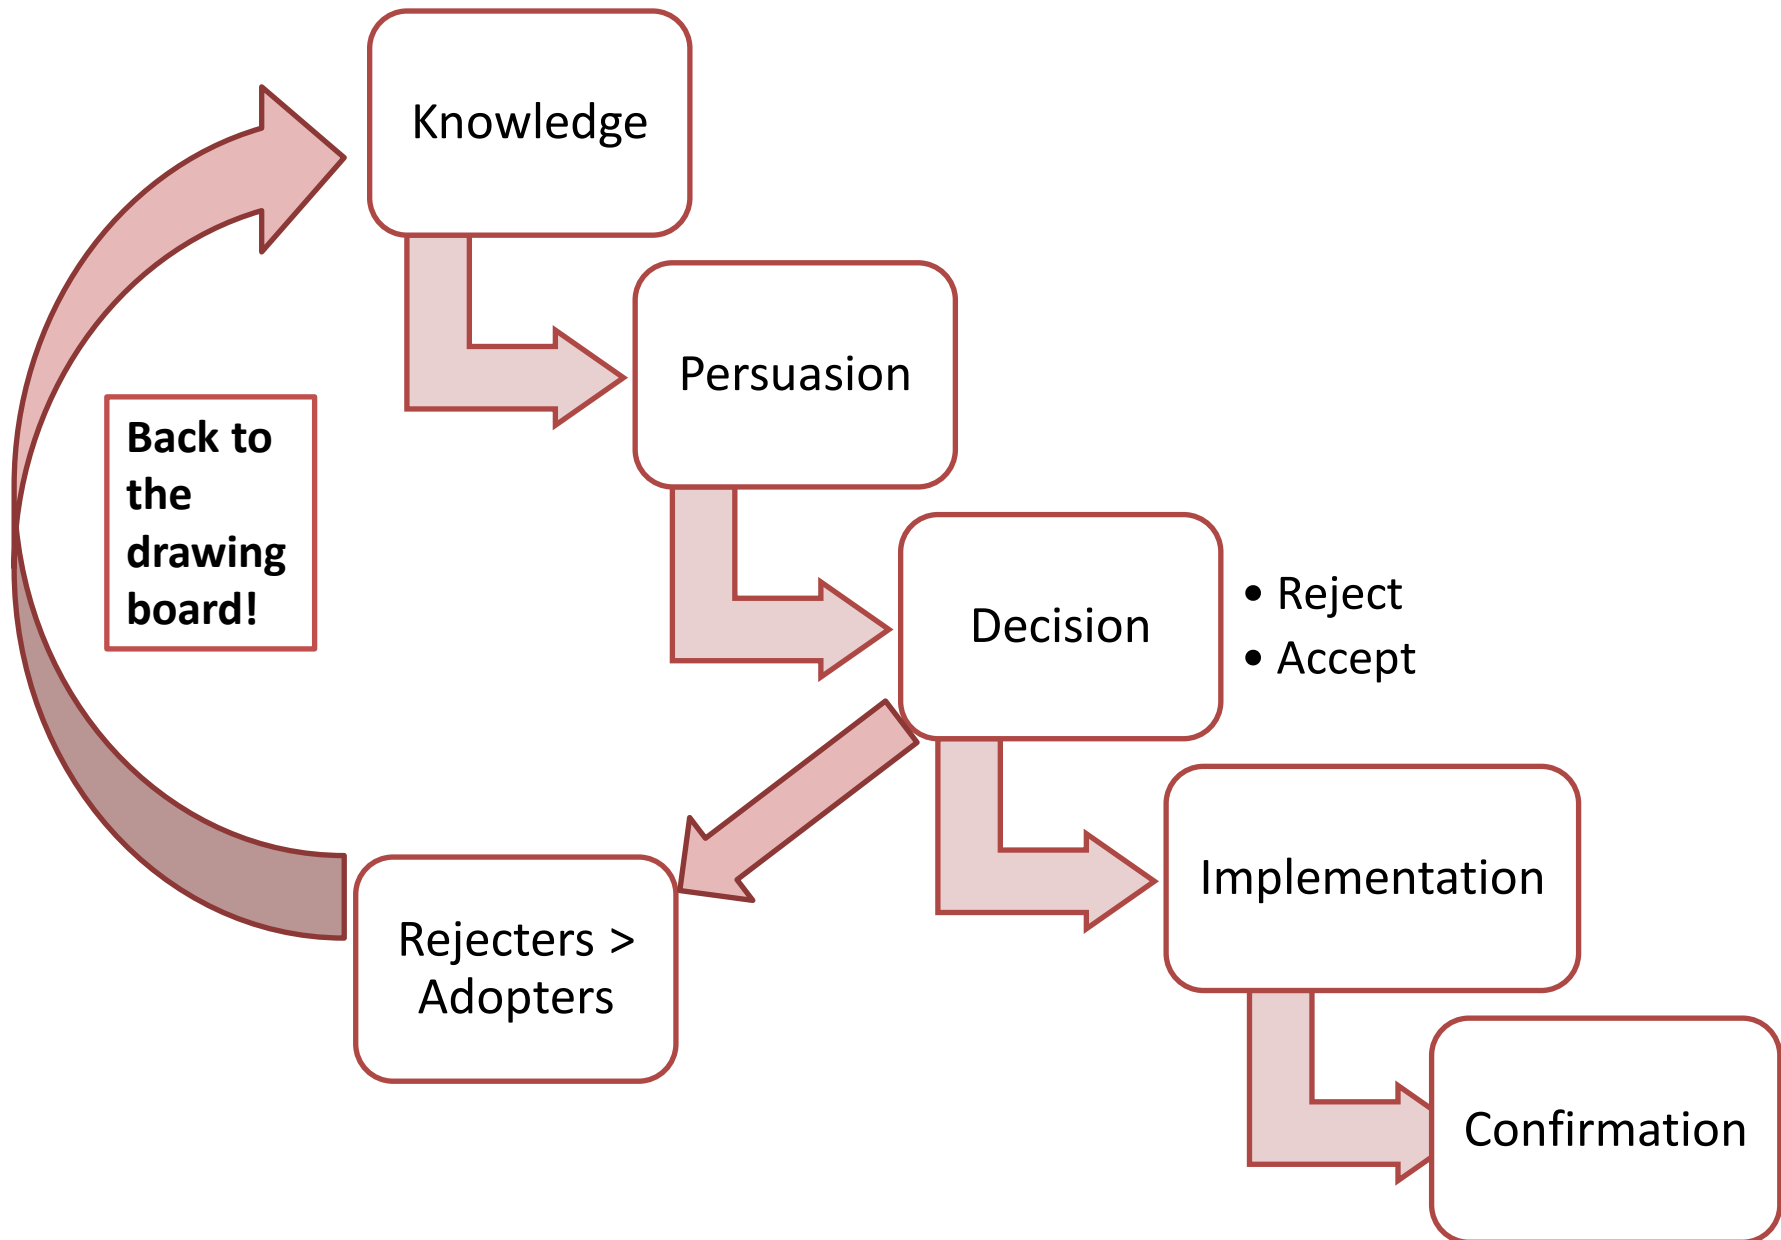 Knowledge
Persuasion
Back to
the
drawing
board!
Decision
• Reject
• Accept
Implementation
Rejecters >
Adopters
Confirmation